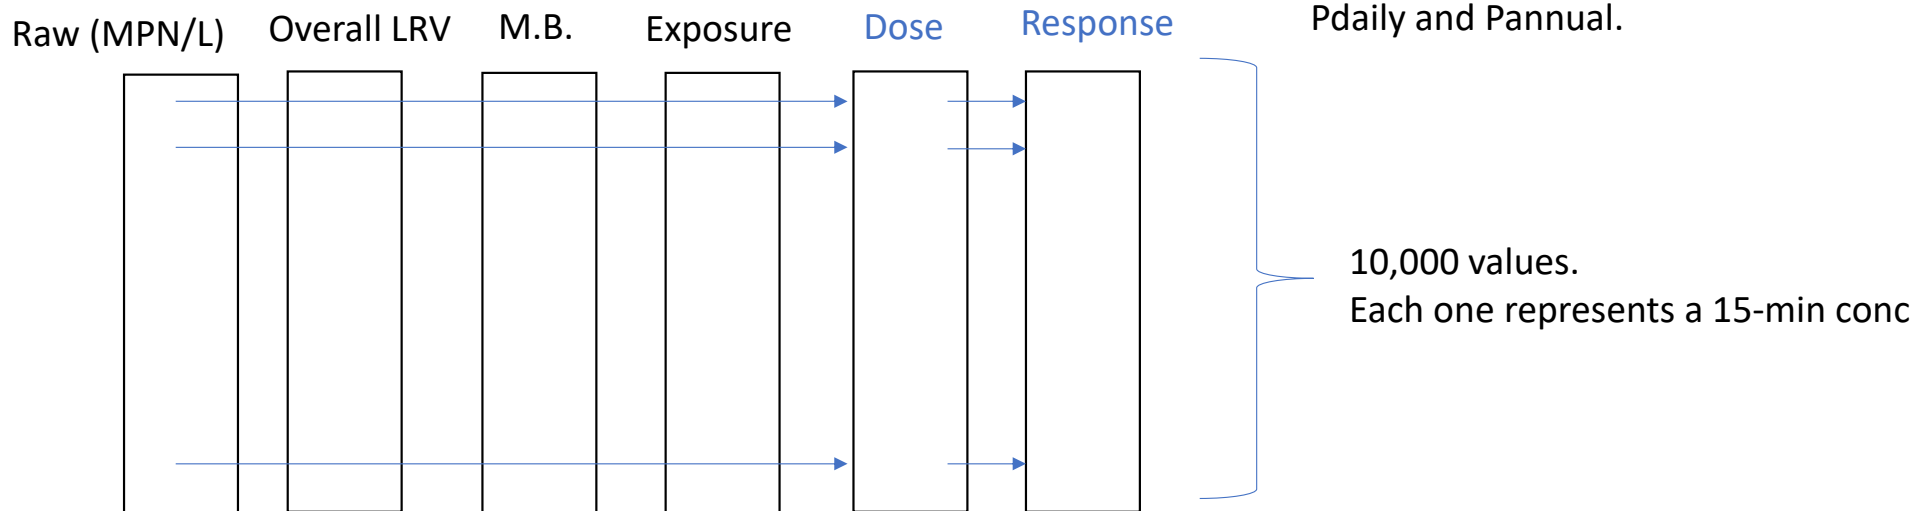 Raw (MPN/L) Overall LRV M.B. Exposure Dose Response Pdaily and Pannual.
10,000 values.
Each one represents a 15-min conc